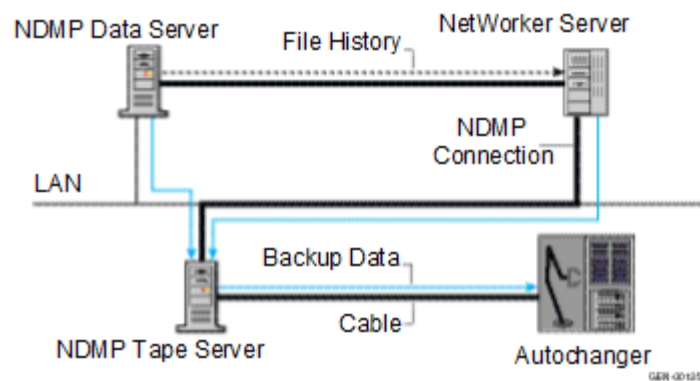 NDMP Data Server
NetWorker Server
File History
NDMP
Connection
LAN
Backup Data
Cable
NDMP Tape Server
Autochanger